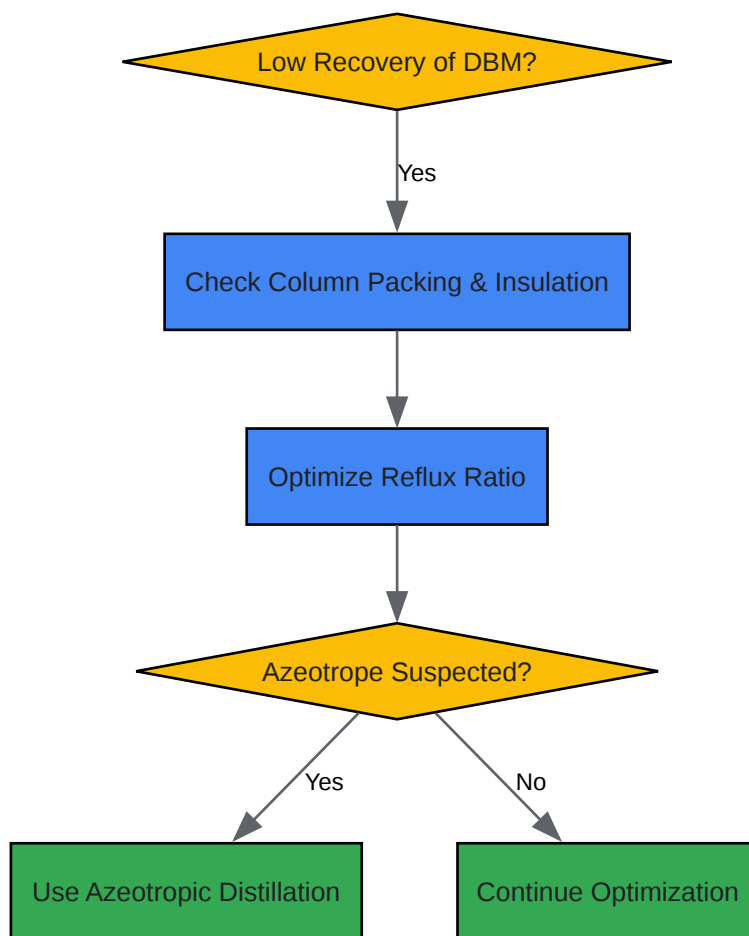 Low Recovery of DBM?
Yes
Check Column Packing & Insulation
Optimize Reflux Ratio
Azeotrope Suspected?
Yes
No
Use Azeotropic Distillation
Continue Optimization